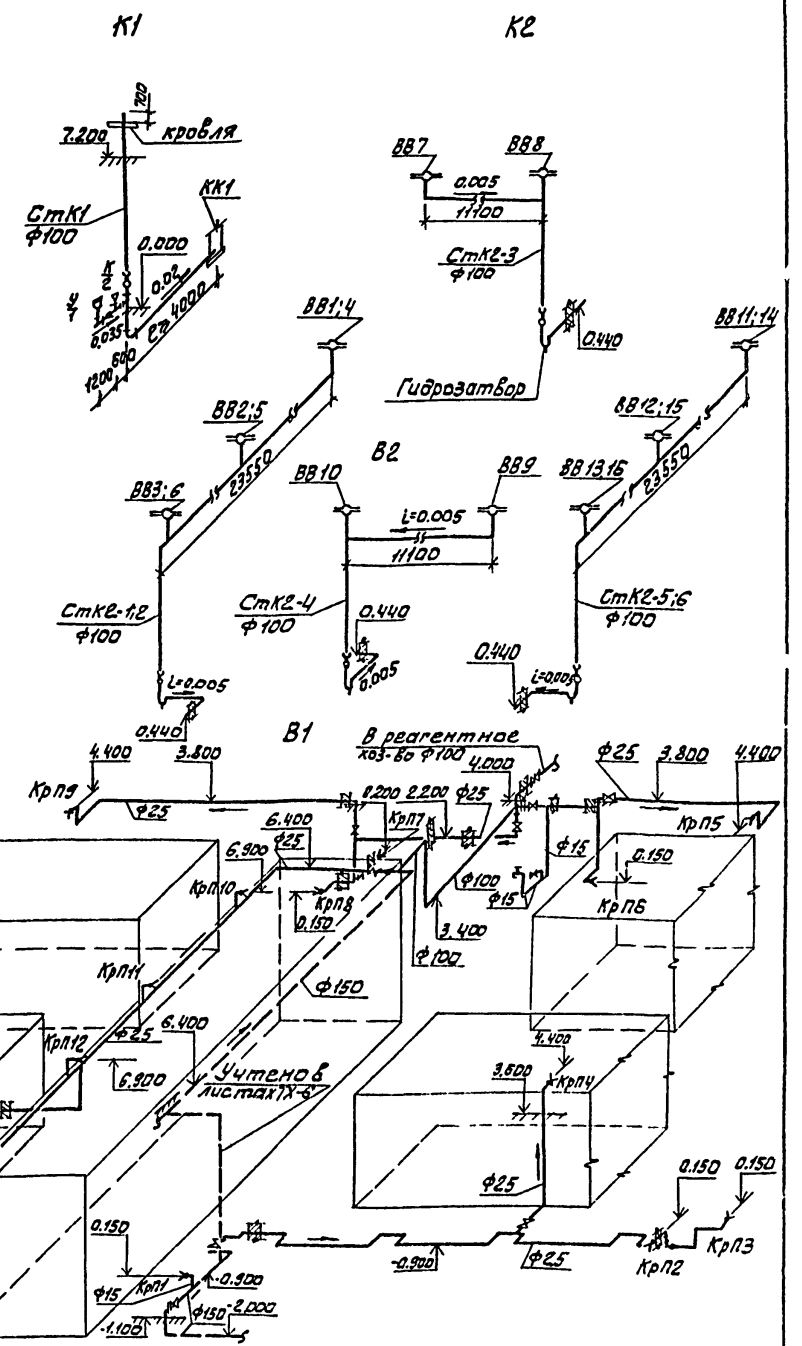 К1
К2
700
7.200
кровля
КК1
СтК1
ф100
0.000
К
2
У
1
0.02
0.035
4000
600
1200
ВВ7
ВВ8
0.005
11100
СтК2-3
ф100
0.440
Гидрозатвор
ВВ1;4
ВВ2;5
ВВ3;6
23550
СтК2-1;2
ф100
i=0.005
0.440
В2
ВВ10
ВВ9
i=0.005
11100
СтК2-4
ф100
0.440
0.005
ВВ11;14
ВВ12;15
ВВ13;16
23550
СтК2-5;6
ф100
0.440
i=0.005
В1
В реагентное
хоз-во ф100
4.400
3.800
КрП9
ф25
8.200
2.200
ф25
4.000
ф25
3.800
4.400
КрП7
6.400
ф25
6.900
КрП10
0.150
КрП8
3.400
ф100
ф100
ф15
ф15
КрП5
0.150
КрП6
КрП11
ф150
КрП12
ф25
6.900
6.400
Учтено в
листах ТХ-6
4.400
КрП4
3.600
ф25
0.150
0.150
КрП2
КрП3
-0.900
ф25
0.150
КрП1
ф15
-0.900
ф150
-2.000
-1.100